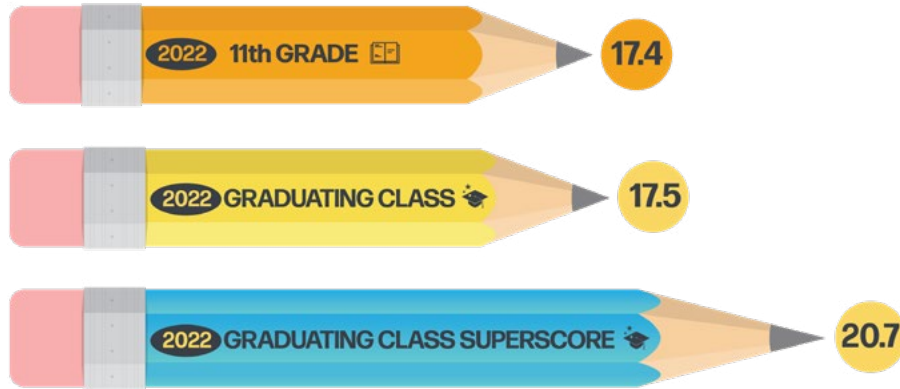 2022 11th GRADE 17.4
2022 GRADUATING CLASS 17.5
2022 GRADUATING CLASS SUPERSCORE 20.7